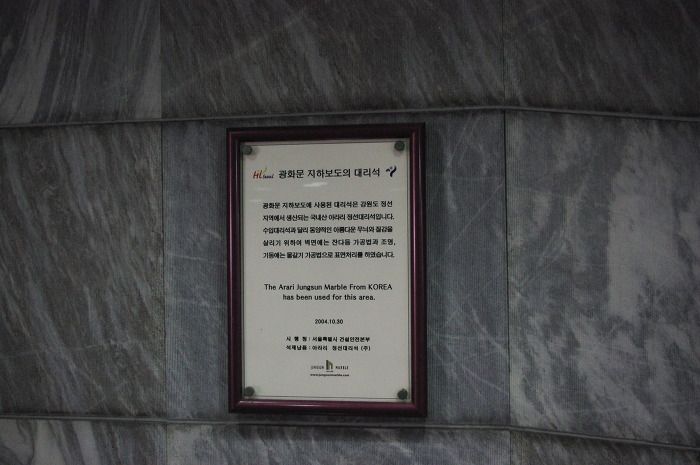 Hi Seoul 광화문 지하보도의 대리석
광화문 지하보도에 사용된 대리석은 강원도 정선
지역에서 생산되는 국내산 아라리 정선대리석입니다.
수입대리석과 달리 동양적인 아름다운 무늬와 질감을
살리기 위하여 벽면에는 잔다듬 가공법과 조명,
기둥에는 물갈기 가공법으로 표면처리를 하였습니다.
The Arari Jungsun Marble From KOREA
has been used for this area.
2004.10.30
시 행 청 : 서울특별시 건설안전본부
석재납품 : 아라리 정선대리석 (주)
JUNGSUN MARBLE
www.jungsunmarble.com